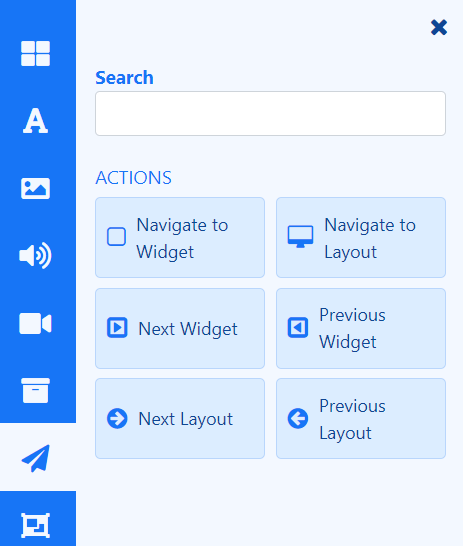 Search
ACTIONS
Navigate to
Widget
Navigate to
Layout
Next Widget
Previous
Widget
Next Layout
Previous
Layout